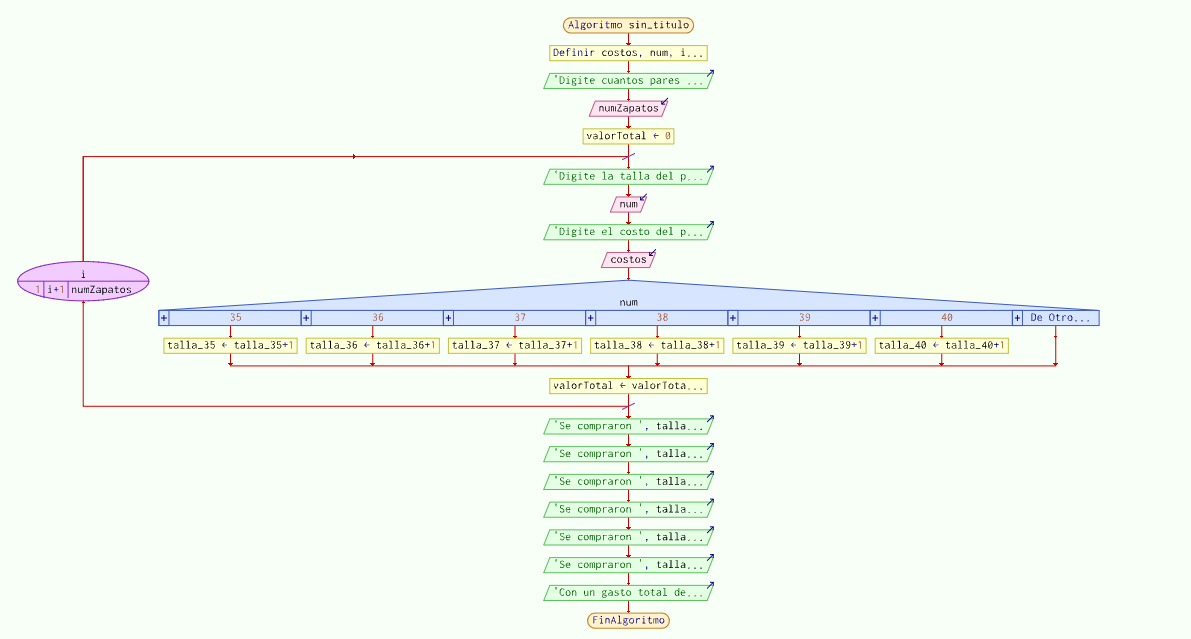 Algoritmo sin_titulo
Definir costos, num, i...
'Digite cuantos pares ...
numZapatos
valorTotal ← 0
'Digite la talla del p...
num
'Digite el costo del p...
costos
i
1 i+1 numZapatos
num
+ 35 + 36 + 37 + 38 + 39 + 40 + De Otro...
talla_35 ← talla_35+1 talla_36 ← talla_36+1 talla_37 ← talla_37+1 talla_38 ← talla_38+1 talla_39 ← talla_39+1 talla_40 ← talla_40+1
valorTotal ← valorTota...
'Se compraron ', talla...
'Se compraron ', talla...
'Se compraron ', talla...
'Se compraron ', talla...
'Se compraron ', talla...
'Se compraron ', talla...
'Con un gasto total de...
FinAlgoritmo